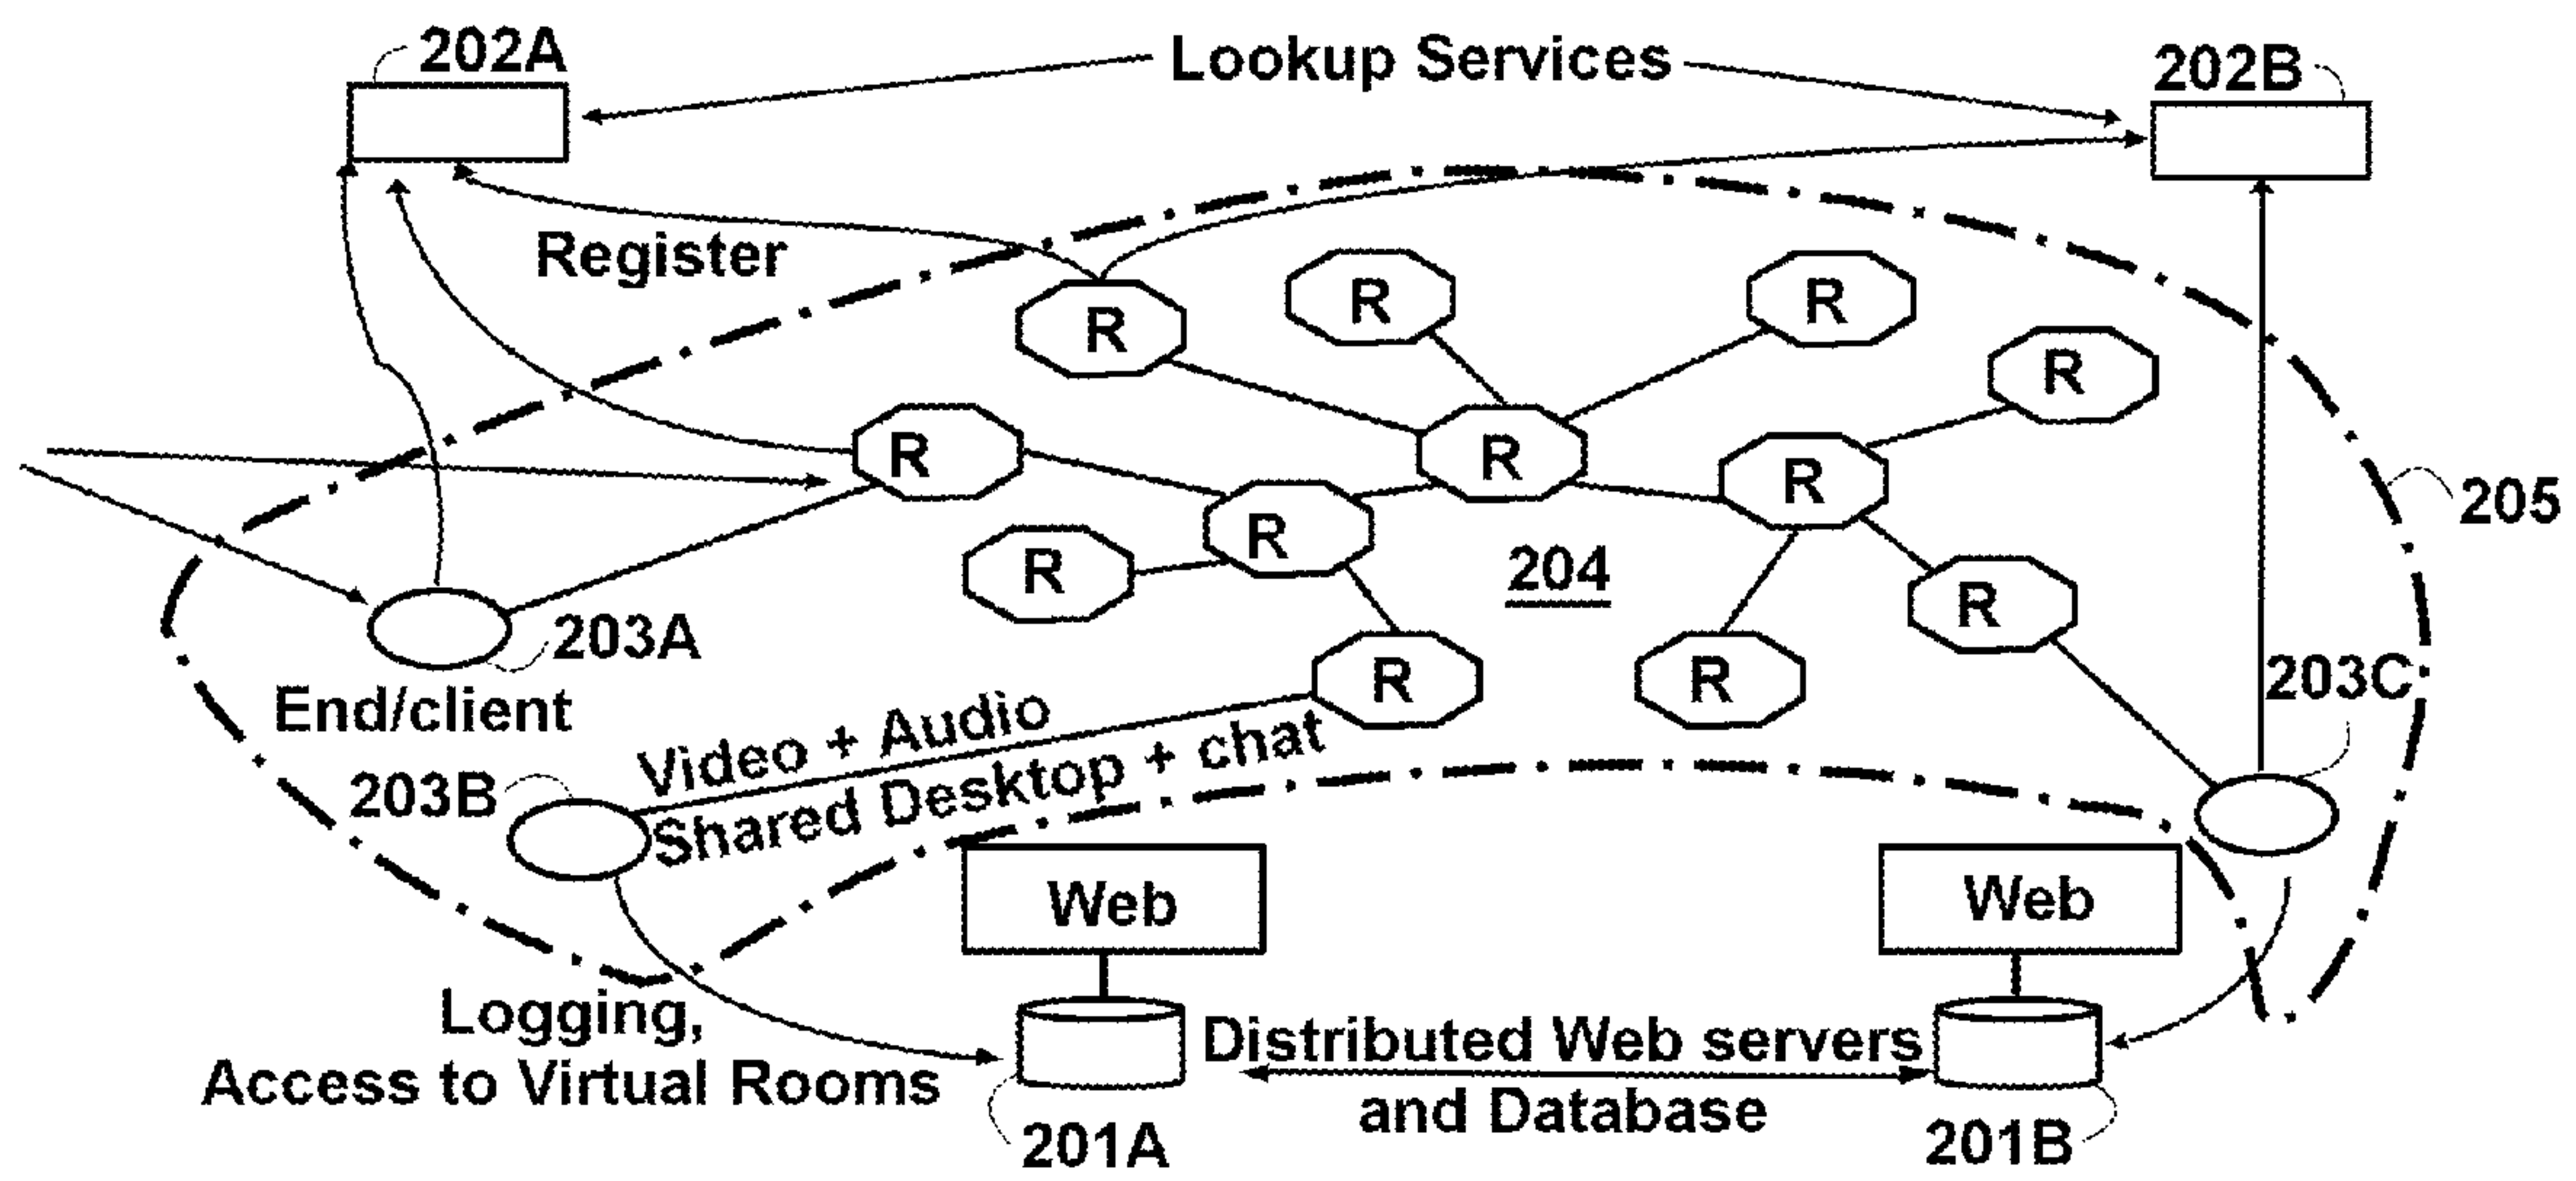 202A
Lookup Services
202B
Register
R
R
R
R
R
R
R
205
R
R
204
R
203A
R
R
203C
End/client
Video + Audio
203B
Shared Desktop + chat
Web
Web
Logging,
Access to Virtual Rooms
Distributed Web servers
and Database
201A
201B